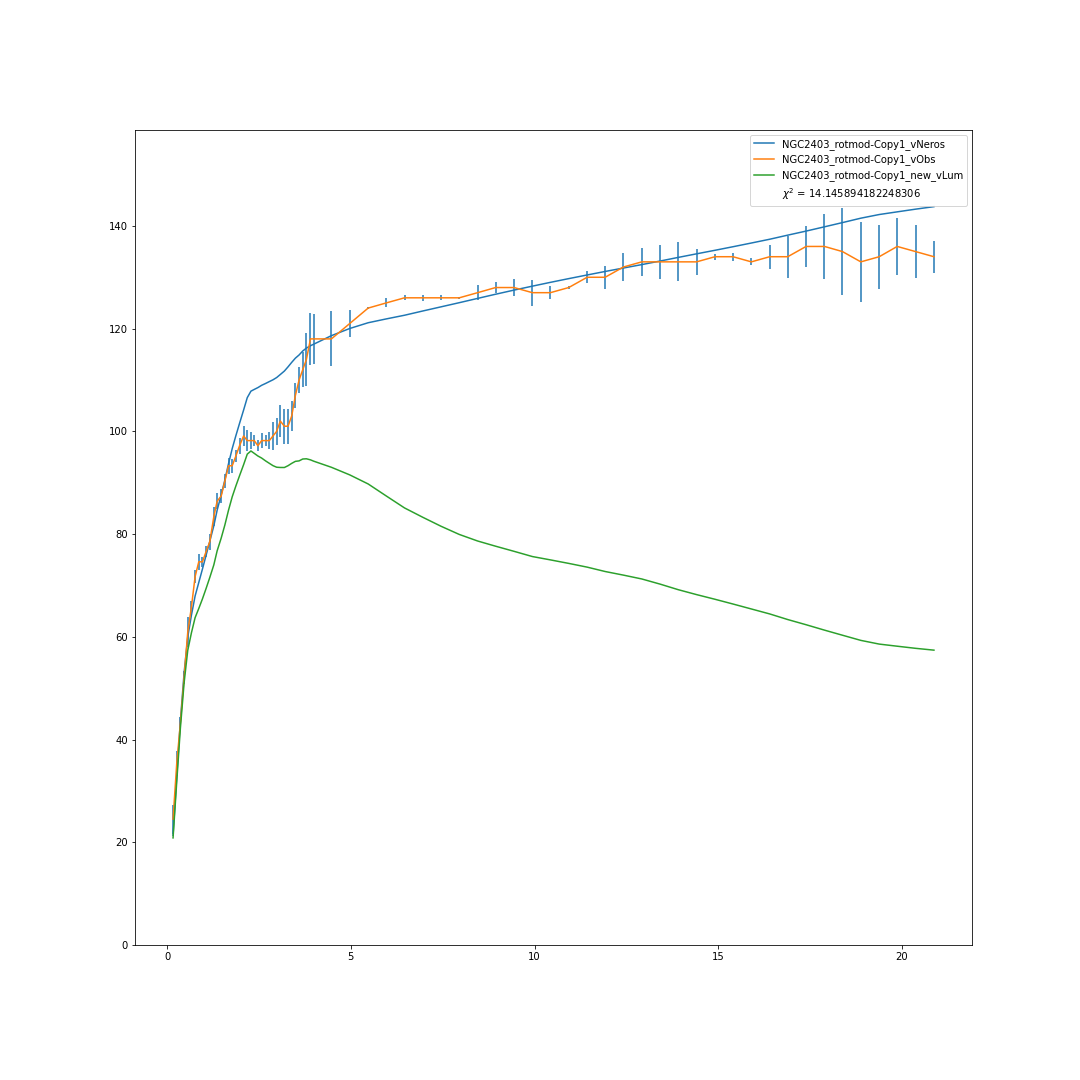 NGC2403_rotmod-Copy1_vNeros
NGC2403_rotmod-Copy1_vObs
NGC2403_rotmod-Copy1_new_vLum
χ² = 14.145894182248306
140
120
100
80
60
40
20
0
0 5 10 15 20